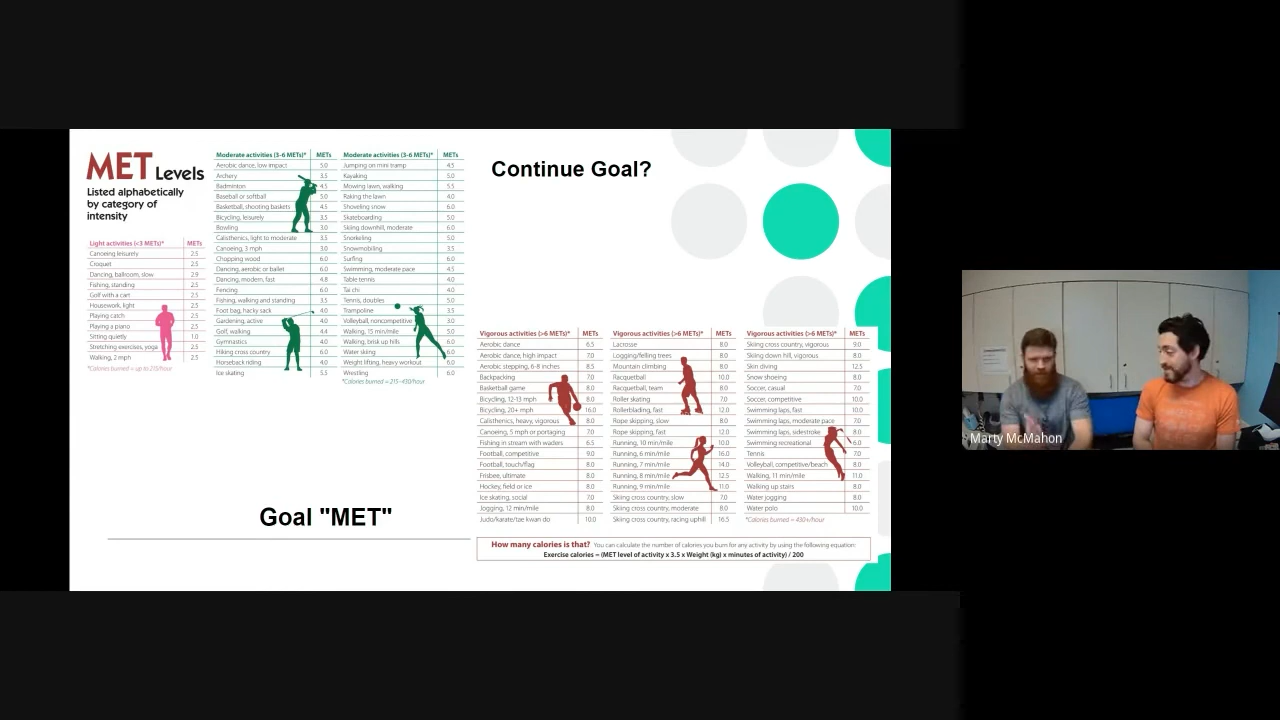 MET Levels
Listed alphabetically
by category of
intensity
Light activities (<3 METs)* METs
Canoeing leisurely 2.5
Croquet 2.5
Dancing, ballroom, slow 2.9
Fishing, standing 2.5
Golf with a cart 2.5
Housework, light 2.5
Playing catch 2.5
Playing a piano 2.5
Sitting quietly 1.0
Stretching exercises, yoga 2.5
Walking, 2 mph 2.5
*Calories burned = up to 215/hour
Moderate activities (3-6 METs)* METs
Aerobic dance, low impact 5.0
Archery 3.5
Badminton 4.5
Baseball or softball 5.0
Basketball, shooting baskets 4.5
Bicycling, leisurely 3.5
Bowling 3.0
Calisthenics, light to moderate 3.5
Canoeing, 3 mph 3.0
Chopping wood 6.0
Dancing, aerobic or ballet 6.0
Dancing, modern, fast 4.8
Fencing 6.0
Fishing, walking and standing 3.5
Foot bag, hacky sack 4.0
Gardening, active 4.0
Golf, walking 4.4
Gymnastics 4.0
Hiking cross country 6.0
Horseback riding 4.0
Ice skating 5.5
Moderate activities (3-6 METs)* METs
Jumping on mini tramp 4.5
Kayaking 5.0
Mowing lawn, walking 5.5
Raking the lawn 4.0
Shoveling snow 6.0
Skateboarding 5.0
Skiing downhill, moderate 6.0
Snorkeling 5.0
Snowmobiling 3.5
Surfing 6.0
Swimming, moderate pace 4.5
Table tennis 4.0
Tai chi 4.0
Tennis, doubles 5.0
Trampoline 3.5
Volleyball, noncompetitive 3.0
Walking, 15 min/mile 5.0
Walking, brisk up hills 6.0
Water skiing 6.0
Weight lifting, heavy workout 6.0
Wrestling 6.0
*Calories burned = 215-430/hour
Continue Goal?
Vigorous activities (>6 METs)* METs
Aerobic dance 6.5
Aerobic dance, high impact 7.0
Aerobic stepping, 6-8 inches 8.5
Backpacking 7.0
Basketball game 8.0
Bicycling, 12-13 mph 8.0
Bicycling, 20+ mph 16.0
Calisthenics, heavy, vigorous 8.0
Canoeing, 5 mph or portaging 7.0
Fishing in stream with waders 6.5
Football, competitive 9.0
Football, touch/flag 8.0
Frisbee, ultimate 8.0
Hockey, field or ice 8.0
Ice skating, social 7.0
Jogging, 12 min/mile 8.0
Judo/karate/tae kwan do 10.0
Vigorous activities (>6 METs)* METs
Lacrosse 8.0
Logging/felling trees 8.0
Mountain climbing 8.0
Racquetball 10.0
Racquetball, team 8.0
Roller skating 7.0
Rollerblading, fast 12.0
Rope skipping, slow 8.0
Rope skipping, fast 12.0
Running, 10 min/mile 10.0
Running, 6 min/mile 16.0
Running, 7 min/mile 14.0
Running, 8 min/mile 12.5
Running, 9 min/mile 11.0
Skiing cross country, slow 7.0
Skiing cross country, moderate 8.0
Skiing cross country, racing uphill 16.5
Vigorous activities (>6 METs)* METs
Skiing cross country, vigorous 9.0
Skiing down hill, vigorous 8.0
Skin diving 12.5
Snow shoeing 8.0
Soccer, casual 7.0
Soccer, competitive 10.0
Swimming laps, fast 10.0
Swimming laps, moderate pace 7.0
Swimming laps, sidestroke 8.0
Swimming recreational 6.0
Tennis 7.0
Volleyball, competitive/beach 8.0
Walking, 11 min/mile 11.0
Walking up stairs 8.0
Water jogging 8.0
Water polo 10.0
*Calories burned = 430+/hour
Goal "MET"
How many calories is that? You can calculate the number of calories you burn for any activity by using the following equation:
Exercise calories = (MET level of activity x 3.5 x Weight (kg) x minutes of activity) / 200
Marty McMahon